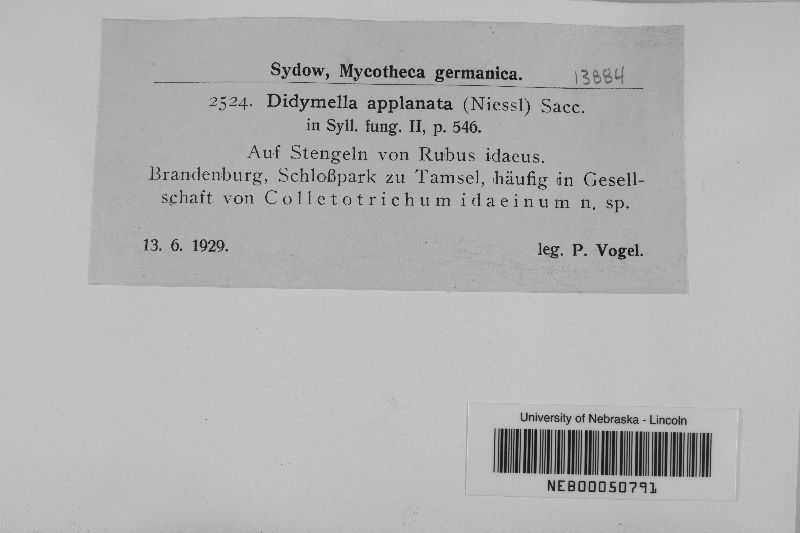 Sydow, Mycotheca germanica. 13884
2524. Didymella applanata (Niessl) Sacc.
in Syll. fung. II, p. 546.
Auf Stengeln von Rubus idaeus.
Brandenburg, Schloßpark zu Tamsel, häufig in Gesell-
schaft von Colletotrichum idaeinum n. sp.
13. 6. 1929. leg. P. Vogel.
University of Nebraska - Lincoln
NEB00050791